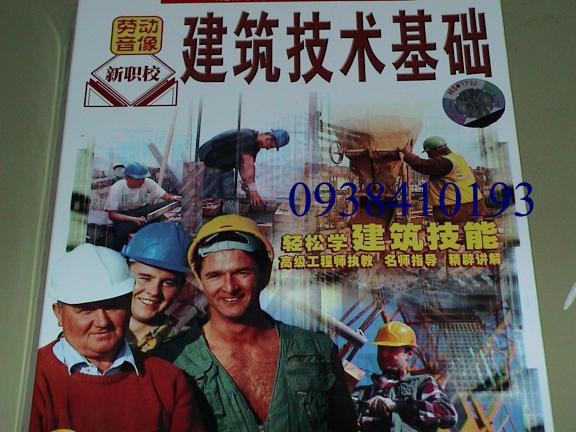 劳动
音像
新职校
建筑技术基础
0938410193
轻松学建筑技能
高级工程师执教 名师指导 精辟讲解